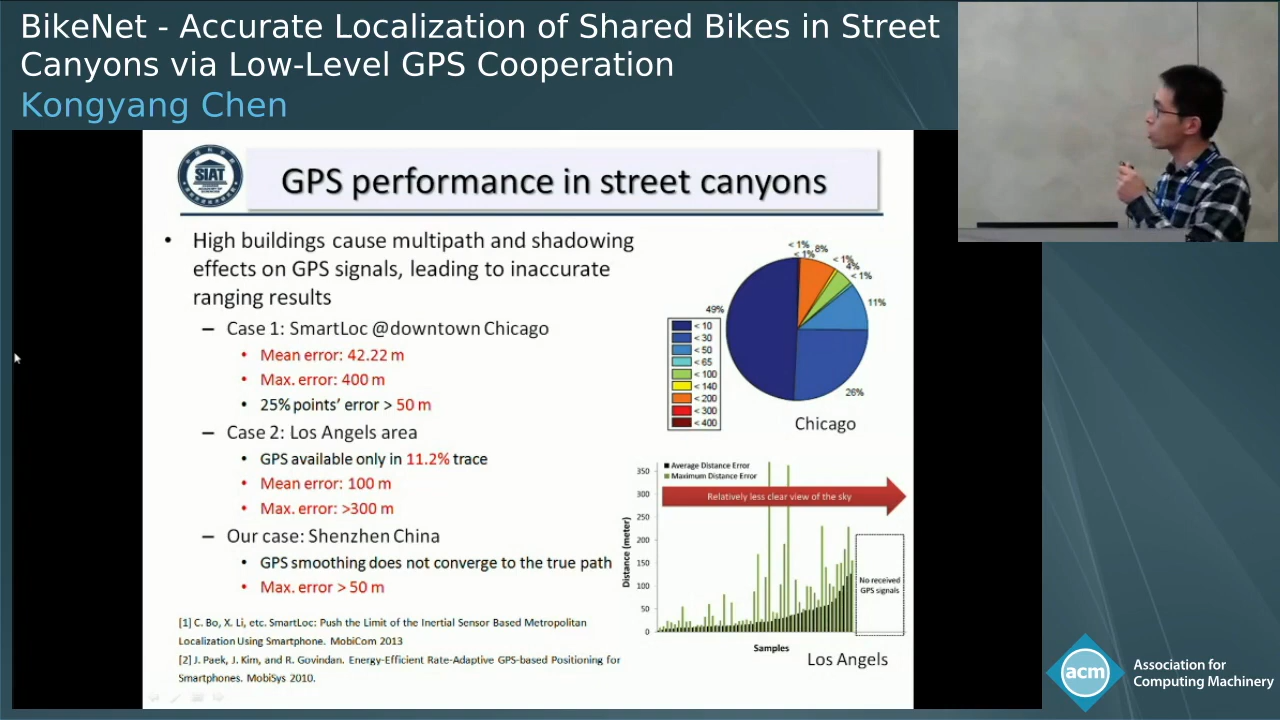 BikeNet - Accurate Localization of Shared Bikes in Street
Canyons via Low-Level GPS Cooperation
Kongyang Chen
SIAT
GPS performance in street canyons
• High buildings cause multipath and shadowing
effects on GPS signals, leading to inaccurate
ranging results
– Case 1: SmartLoc @downtown Chicago
• Mean error: 42.22 m
• Max. error: 400 m
• 25% points' error > 50 m
– Case 2: Los Angels area
• GPS available only in 11.2% trace
• Mean error: 100 m
• Max. error: >300 m
– Our case: Shenzhen China
• GPS smoothing does not converge to the true path
• Max. error > 50 m
[1] C. Bo, X. Li, etc. SmartLoc: Push the Limit of the Inertial Sensor Based Metropolitan
Localization Using Smartphone. MobiCom 2013
[2] J. Paek, J. Kim, and R. Govindan. Energy-Efficient Rate-Adaptive GPS-based Positioning for
Smartphones. MobiSys 2010.
< 1%
< 1%
8%
< 1%
4%
< 1%
11%
49%
26%
< 10
< 30
< 50
< 65
< 100
< 140
< 200
< 300
< 400
Chicago
Average Distance Error
Maximum Distance Error
Relatively less clear view of the sky
Distance (meter)
350
300
250
200
150
100
50
0
No received
GPS signals
Samples
Los Angels
acm
Association for
Computing Machinery